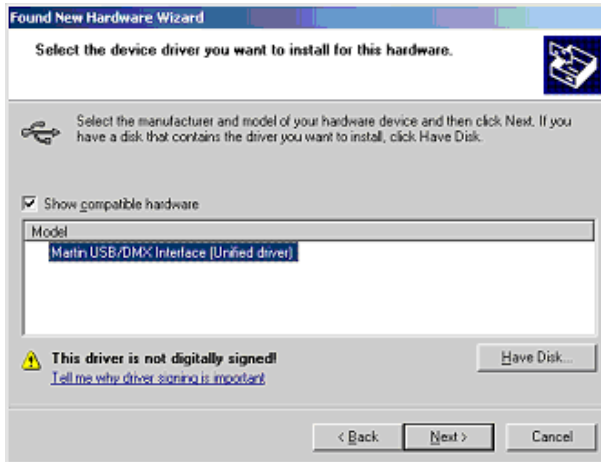 Found New Hardware Wizard
Select the device driver you want to install for this hardware.
Select the manufacturer and model of your hardware device and then click Next. If you
have a disk that contains the driver you want to install, click Have Disk.
Show compatible hardware
Model
Martin USB/DMX Interface (Unified driver)
This driver is not digitally signed!
Have Disk...
Tell me why driver signing is important
< Back
Next >
Cancel